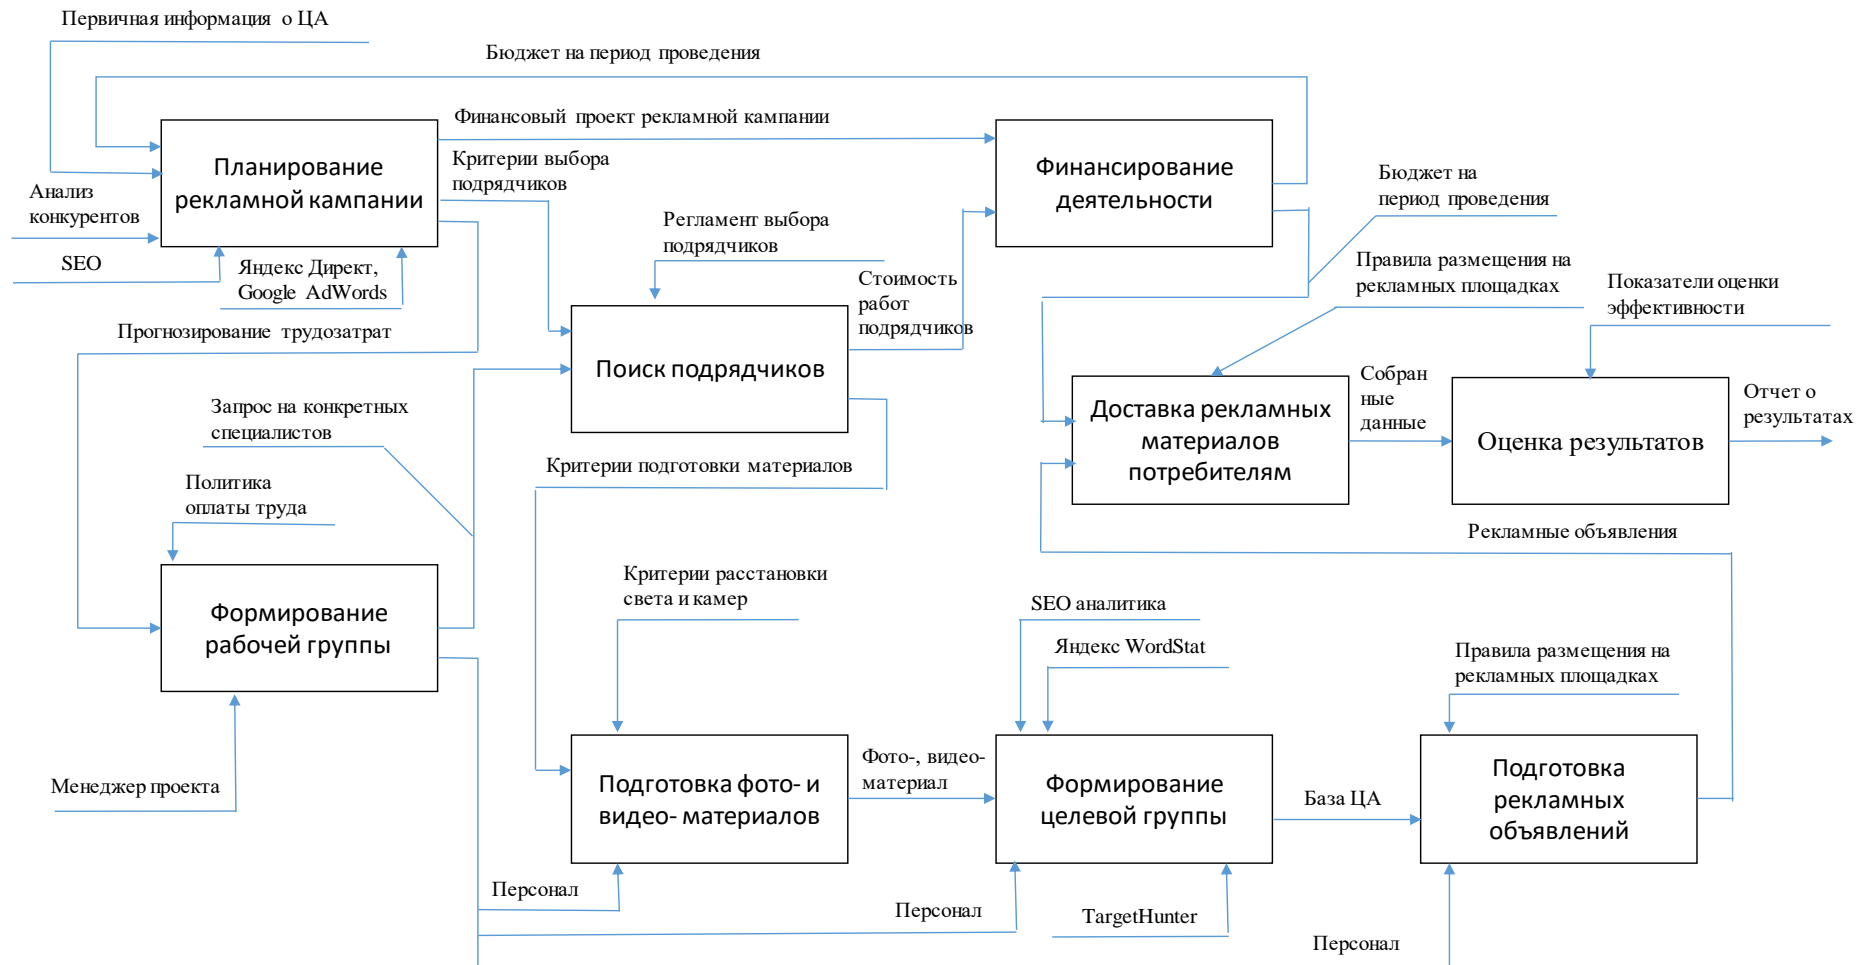 Первичная информация о ЦА
Бюджет на период проведения
Финансовый проект рекламной кампании
Планирование
рекламной кампании
Критерии выбора
подрядчиков
Финансирование
деятельности
Бюджет на
период проведения
Анализ
конкурентов
SEO
Яндекс Директ,
Google AdWords
Регламент выбора
подрядчиков
Стоимость
работ
подрядчиков
Правила размещения на
рекламных площадках
Показатели оценки
эффективности
Прогнозирование трудозатрат
Поиск подрядчиков
Запрос на конкретных
специалистов
Доставка рекламных
материалов
потребителям
Собран
ные
данные
Оценка результатов
Отчет о
результатах
Критерии подготовки материалов
Политика
оплаты труда
Рекламные объявления
Формирование
рабочей группы
Критерии расстановки
света и камер
SEO аналитика
Яндекс WordStat
Правила размещения на
рекламных площадках
Менеджер проекта
Подготовка фото- и
видео- материалов
Фото-, видео-
материал
Формирование
целевой группы
База ЦА
Подготовка
рекламных
объявлений
Персонал
Персонал
TargetHunter
Персонал